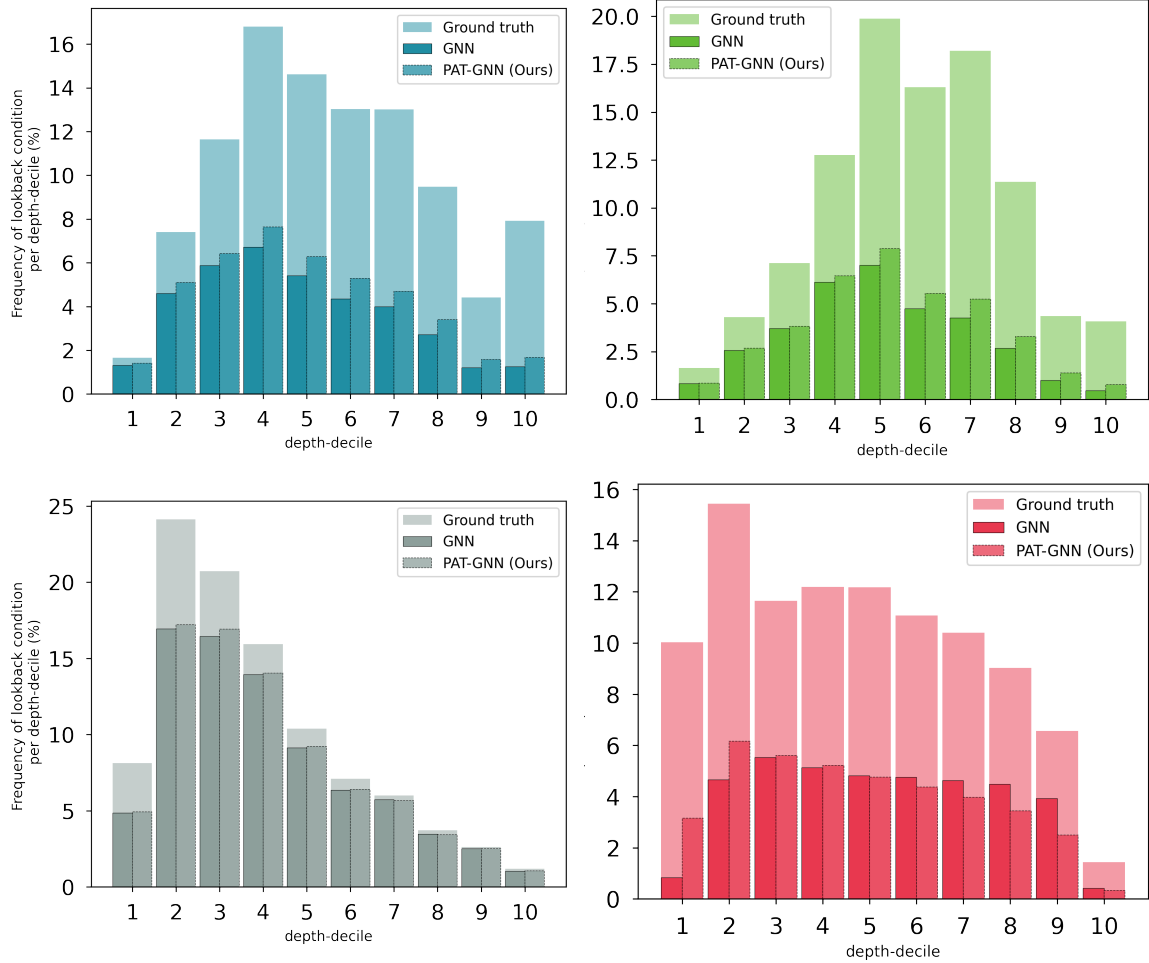 Frequency of lookback condition
per depth-decile (%)
16
14
12
10
8
6
4
2
0
Ground truth
GNN
PAT-GNN (Ours)
1 2 3 4 5 6 7 8 9 10
depth-decile
20.0
17.5
15.0
12.5
10.0
7.5
5.0
2.5
0.0
Ground truth
GNN
PAT-GNN (Ours)
1 2 3 4 5 6 7 8 9 10
depth-decile
Frequency of lookback condition
per depth-decile (%)
25
20
15
10
5
0
Ground truth
GNN
PAT-GNN (Ours)
1 2 3 4 5 6 7 8 9 10
depth-decile
16
14
12
10
8
6
4
2
0
Ground truth
GNN
PAT-GNN (Ours)
1 2 3 4 5 6 7 8 9 10
depth-decile